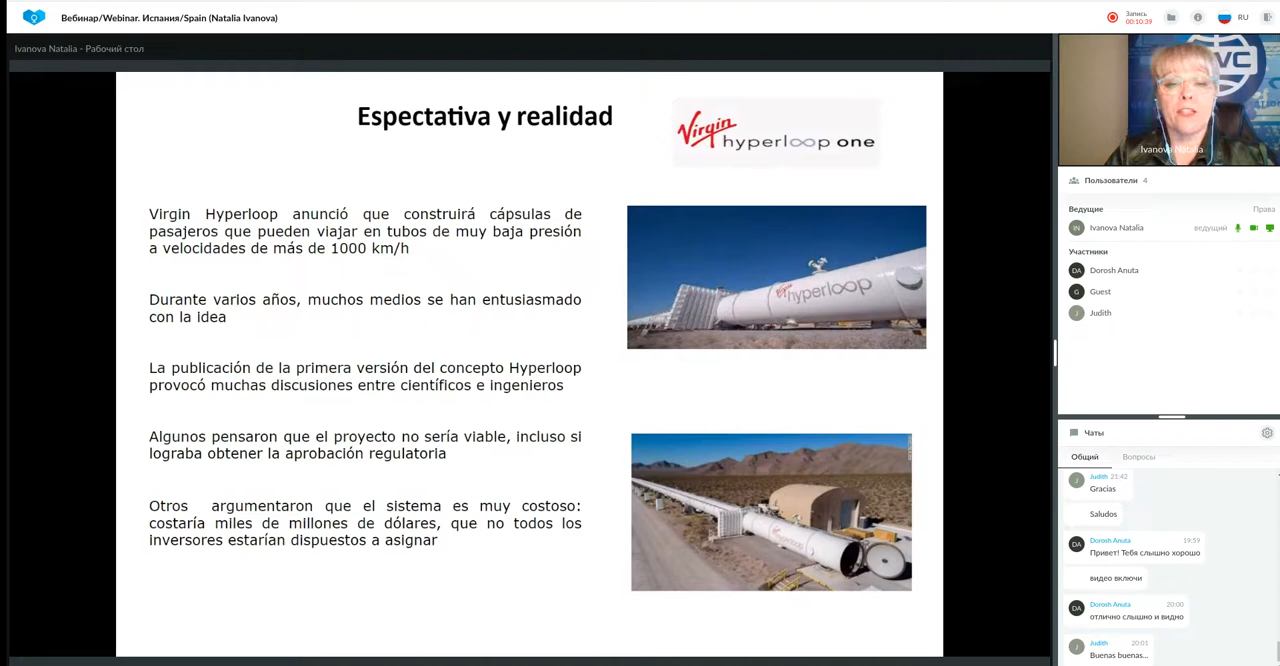 Вебинар/Webinar. Испания/Spain (Natalia Ivanova)
Запись
00:10:39
RU
Ivanova Natalia - Рабочий стол
Espectativa y realidad
Virgin
hyperloop one
Virgin Hyperloop anunció que construirá cápsulas de
pasajeros que pueden viajar en tubos de muy baja presión
a velocidades de más de 1000 km/h
Durante varios años, muchos medios se han entusiasmado
con la idea
La publicación de la primera versión del concepto Hyperloop
provocó muchas discusiones entre científicos e ingenieros
Algunos pensaron que el proyecto no sería viable, incluso si
lograba obtener la aprobación regulatoria
Otros argumentaron que el sistema es muy costoso:
costaría miles de millones de dólares, que no todos los
inversores estarían dispuestos a asignar
Virgin hyperloop
hyperloop
Ivanova Natalia
Пользователи 4
Ведущие Права
IN Ivanova Natalia ведущий
Участники
DA Dorosh Anuta
G Guest
J Judith
Чаты
Общий Вопросы
J Judith 21:42
Gracias
Saludos
DA Dorosh Anuta 19:59
Привет! Тебя слышно хорошо
видео включи
DA Dorosh Anuta 20:00
отлично слышно и видно
J Judith 20:01
Buenas buenas...